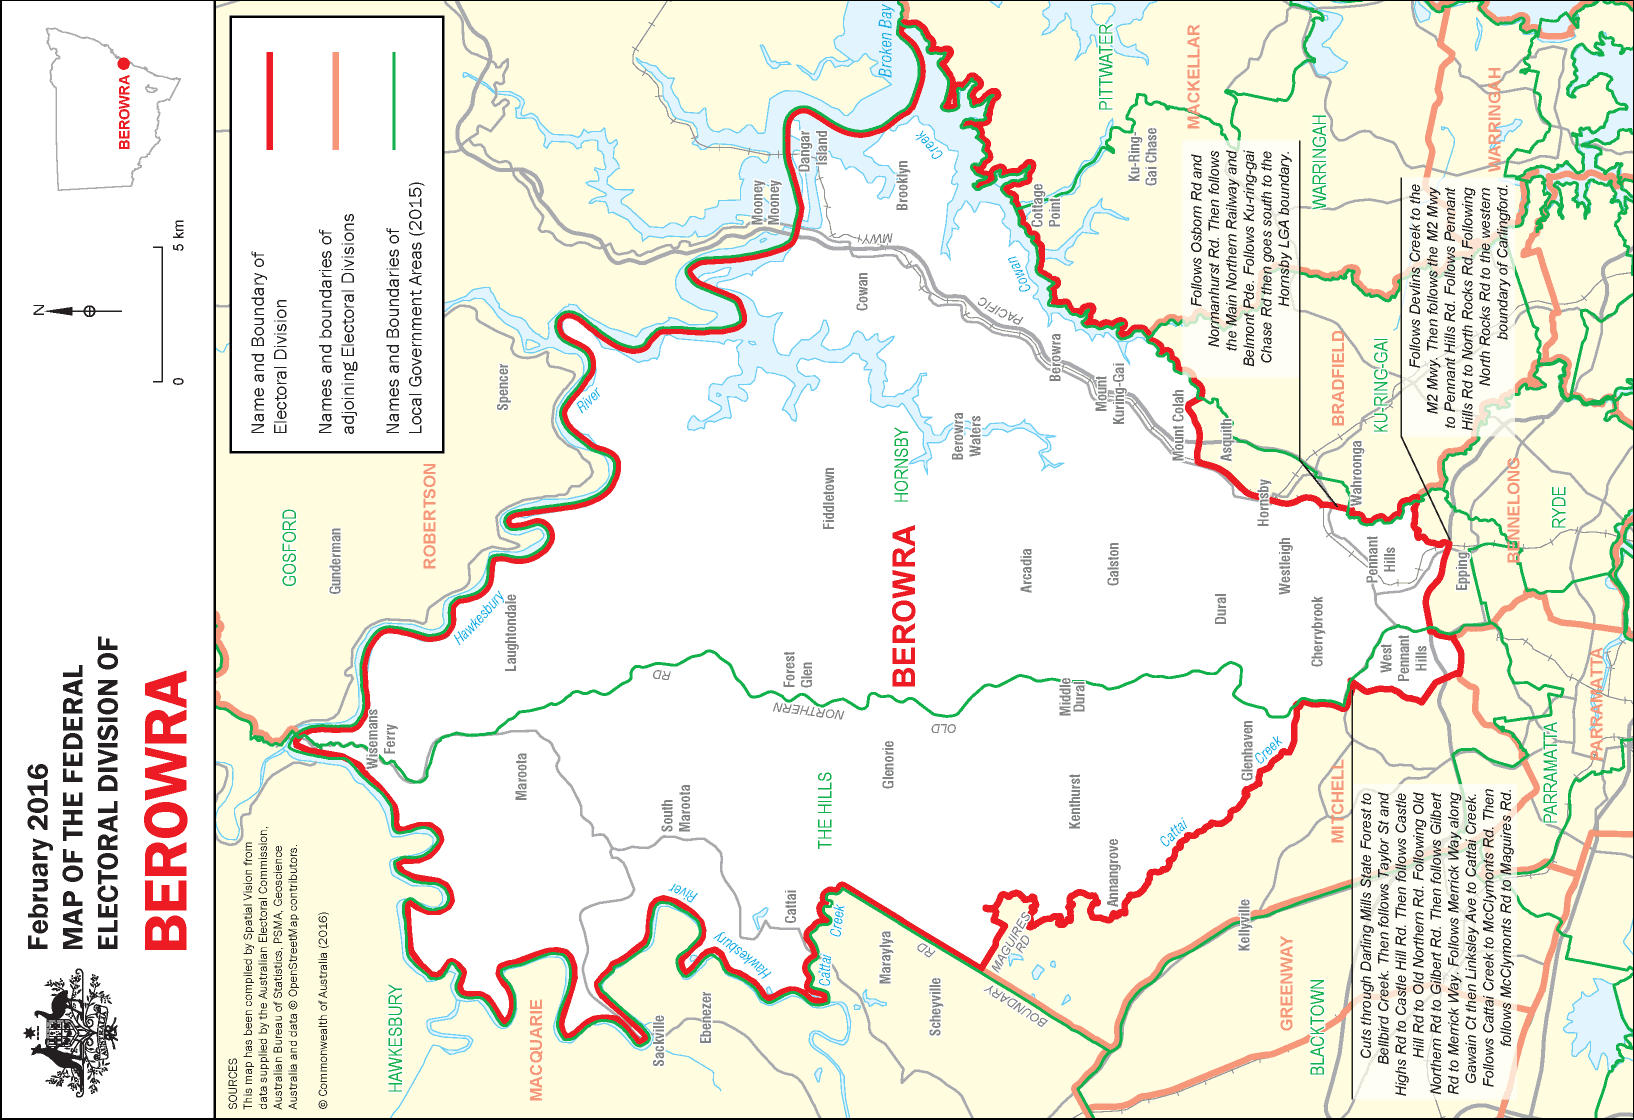 February 2016
MAP OF THE FEDERAL
ELECTORAL DIVISION OF
BEROWRA
N
0 5 km
BEROWRA
SOURCES
This map has been compiled by Spatial Vision from
data supplied by the Australian Electoral Commission,
Australian Bureau of Statistics, PSMA, Geoscience
Australia and data © OpenStreetMap contributors.
© Commonwealth of Australia (2016)
Name and Boundary of
Electoral Division
Names and boundaries of
adjoining Electoral Divisions
Names and Boundaries of
Local Government Areas (2015)
GOSFORD
Gunderman
ROBERTSON
Spencer
River
Hawkesbury
Laughtondale
Wisemans
Ferry
HAWKESBURY
MACQUARIE
Maroota
South
Maroota
Sackville
Ebenezer
River
Hawkesbury
Cattai
Cattai
Creek
THE HILLS
RD
NORTHERN
OLD
Forest
Glen
Fiddletown
Glenorie
BEROWRA
HORNSBY
Berowra
Waters
Mooney
Mooney
Dangar
Island
Broken Bay
Brooklyn
Creek
Cowan
MWY
PACIFIC
Cowan
Cottage
Point
Ku-Ring-
Gai Chase
PITTWATER
MACKELLAR
WARRINGAH
WARRINGAH
Berowra
Mount
Kuring-Gai
Mount Colah
Asquith
Hornsby
Wahroonga
BRADFIELD
KU-RING-GAI
Arcadia
Galston
Middle
Dural
Dural
Westleigh
Cherrybrook
Pennant
Hills
West
Pennant
Hills
Epping
BENNELONG
RYDE
PARRAMATTA
PARRAMATTA
MITCHELL
Glenhaven
Creek
Cattai
Kenthurst
Annangrove
MAGUIRES
RD
BOUNDARY
RD
Maraylya
Scheyville
Kellyville
GREENWAY
BLACKTOWN
Follows Osborn Rd and
Normanhurst Rd. Then follows
the Main Northern Railway and
Belmont Pde. Follows Ku-ring-gai
Chase Rd then goes south to the
Hornsby LGA boundary.
Follows Devlins Creek to the
M2 Mwy. Then follows the M2 Mwy
to Pennant Hills Rd. Follows Pennant
Hills Rd to North Rocks Rd. Following
North Rocks Rd to the western
boundary of Carlingford.
Cuts through Darling Mills State Forest to
Bellbird Creek. Then follows Taylor St and
Highs Rd to Castle Hill Rd. Then follows Castle
Hill Rd to Old Northern Rd. Following Old
Northern Rd to Gilbert Rd. Then follows Gilbert
Rd to Merrick Way. Follows Merrick Way along
Gawain Ct then Linksley Ave to Cattai Creek.
Follows Cattai Creek to McClymonts Rd. Then
follows McClymonts Rd to Maguires Rd.